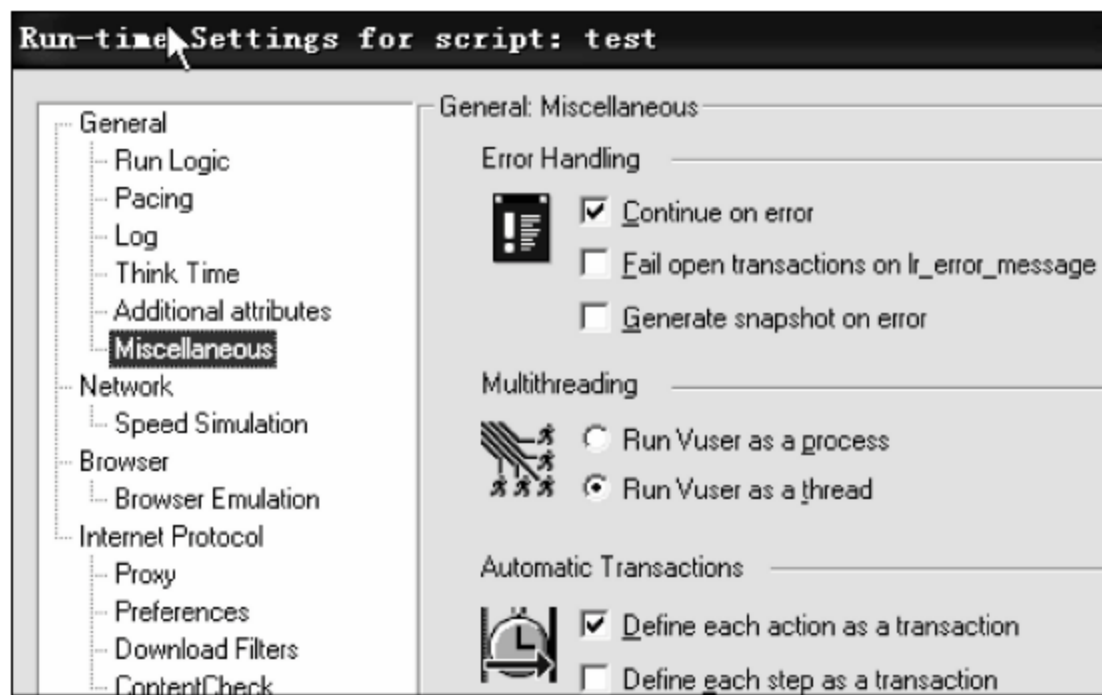 Run-time Settings for script: test
General
Run Logic
Pacing
Log
Think Time
Additional attributes
Miscellaneous
Network
Speed Simulation
Browser
Browser Emulation
Internet Protocol
Proxy
Preferences
Download Filters
ContentCheck
General: Miscellaneous
Error Handling
Continue on error
Fail open transactions on lr_error_message
Generate snapshot on error
Multithreading
Run Vuser as a process
Run Vuser as a thread
Automatic Transactions
Define each action as a transaction
Define each step as a transaction